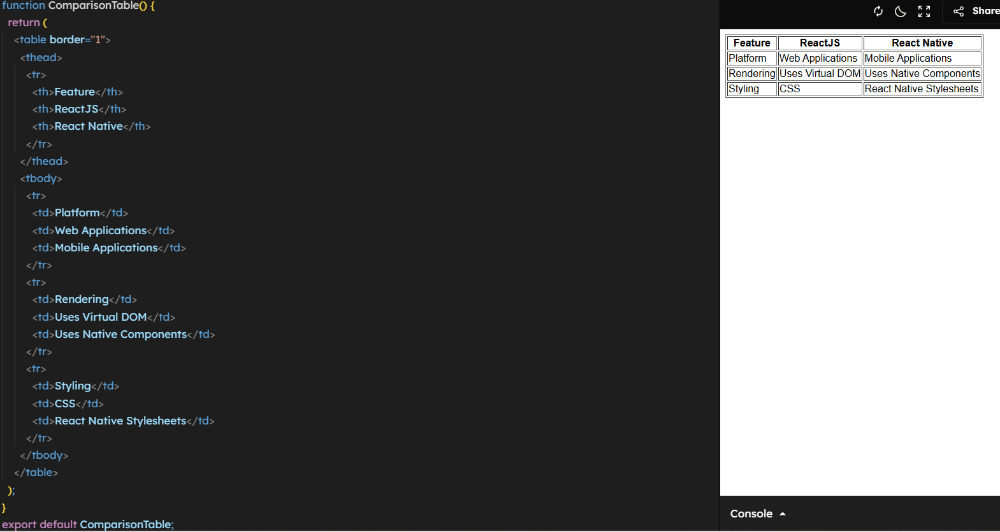 function ComparisonTable() {
return (
<table border="1">
<thead>
<tr>
<th>Feature</th>
<th>ReactJS</th>
<th>React Native</th>
</tr>
</thead>
<tbody>
<tr>
<td>Platform</td>
<td>Web Applications</td>
<td>Mobile Applications</td>
</tr>
<tr>
<td>Rendering</td>
<td>Uses Virtual DOM</td>
<td>Uses Native Components</td>
</tr>
<tr>
<td>Styling</td>
<td>CSS</td>
<td>React Native Stylesheets</td>
</tr>
</tbody>
</table>
);
}
export default ComparisonTable;
Share
Feature ReactJS React Native
Platform Web Applications Mobile Applications
Rendering Uses Virtual DOM Uses Native Components
Styling CSS React Native Stylesheets
Console